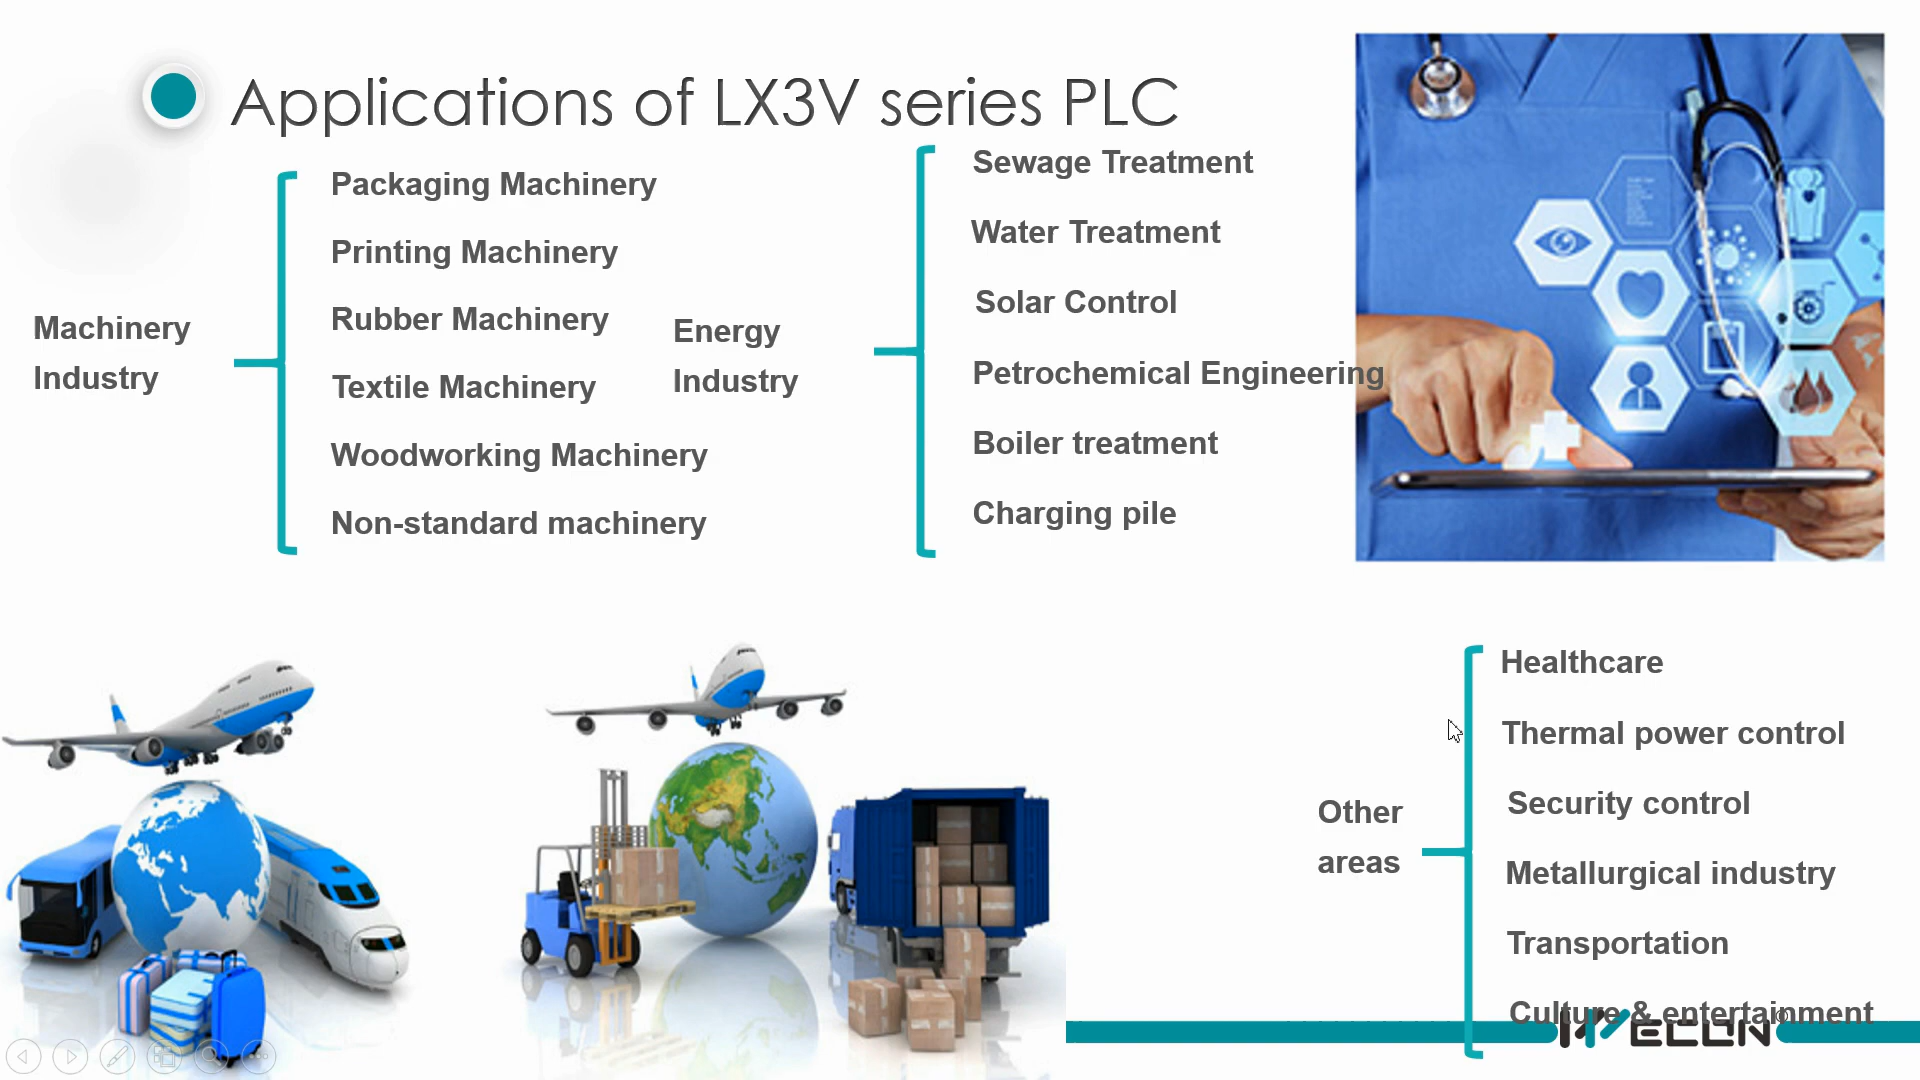 Applications of LX3V series PLC
Machinery
Industry
Packaging Machinery
Printing Machinery
Rubber Machinery
Textile Machinery
Woodworking Machinery
Non-standard machinery
Energy
Industry
Sewage Treatment
Water Treatment
Solar Control
Petrochemical Engineering
Boiler treatment
Charging pile
Other
areas
Healthcare
Thermal power control
Security control
Metallurgical industry
Transportation
Culture & entertainment
WECON